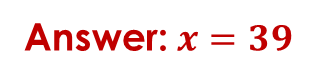 Answer: x = 39